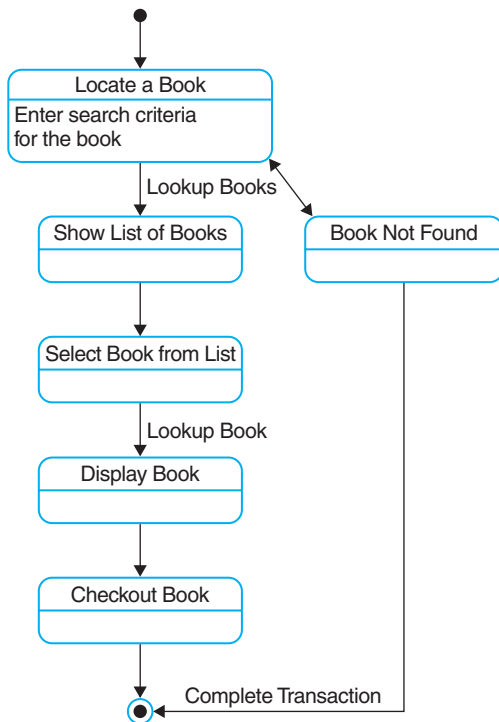 Locate a Book
Enter search criteria
for the book
Lookup Books
Show List of Books
Book Not Found
Select Book from List
Lookup Book
Display Book
Checkout Book
Complete Transaction